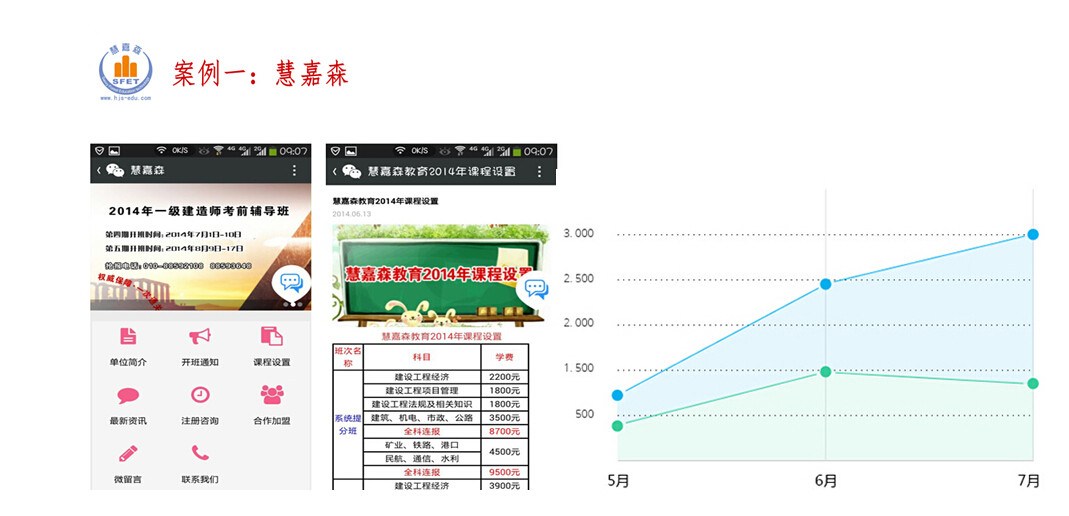 慧嘉森
SFET
www.hjs-edu.com
案例一：慧嘉森
0K/S 4G 4G 2G 09:07
慧嘉森
2014年一级建造师考前辅导班
第四期开班时间：2014年7月1日-10日
第五期开班时间：2014年8月9日-17日
抢报电话：010-88592108 88593648
权威保障·一次通关
单位简介
开班通知
课程设置
最新资讯
注册咨询
合作加盟
微留言
联系我们
0K/S 4G 4G 2G 09:07
慧嘉森教育2014年课程设置
慧嘉森教育2014年课程设置
2014.06.13
慧嘉森教育2014年课程设置
慧嘉森教育2014年课程设置
班次名称 科目 学费
系统提分班
建设工程经济 2200元
建设工程项目管理 1800元
建设工程法规及相关知识 1800元
建筑、机电、市政、公路 3500元
全科连报 8700元
矿业、铁路、港口
民航、通信、水利
4500元
全科连报 9500元
建设工程经济 3900元
3.000
2.500
2.000
1.500
500
5月 6月 7月